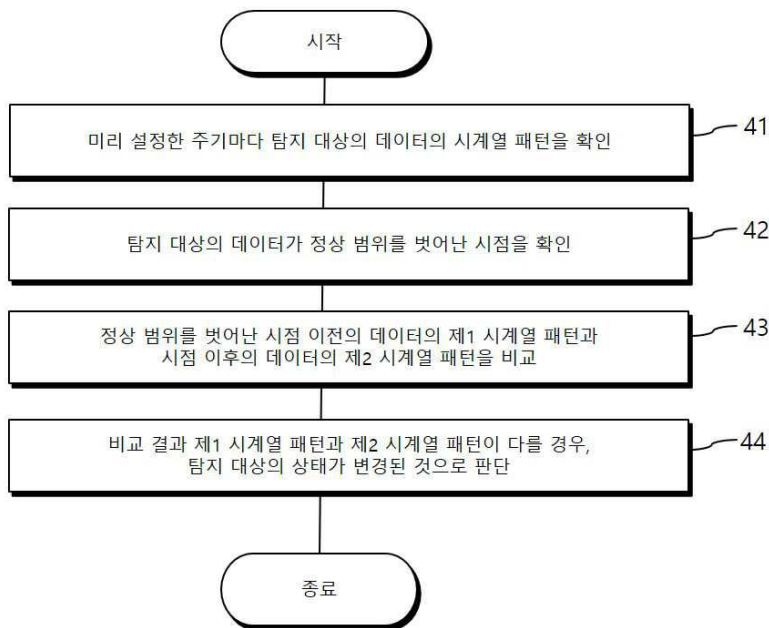 시작
미리 설정한 주기마다 탐지 대상의 데이터의 시계열 패턴을 확인
41
탐지 대상의 데이터가 정상 범위를 벗어난 시점을 확인
42
정상 범위를 벗어난 시점 이전의 데이터의 제1 시계열 패턴과
시점 이후의 데이터의 제2 시계열 패턴을 비교
43
비교 결과 제1 시계열 패턴과 제2 시계열 패턴이 다를 경우,
탐지 대상의 상태가 변경된 것으로 판단
44
종료